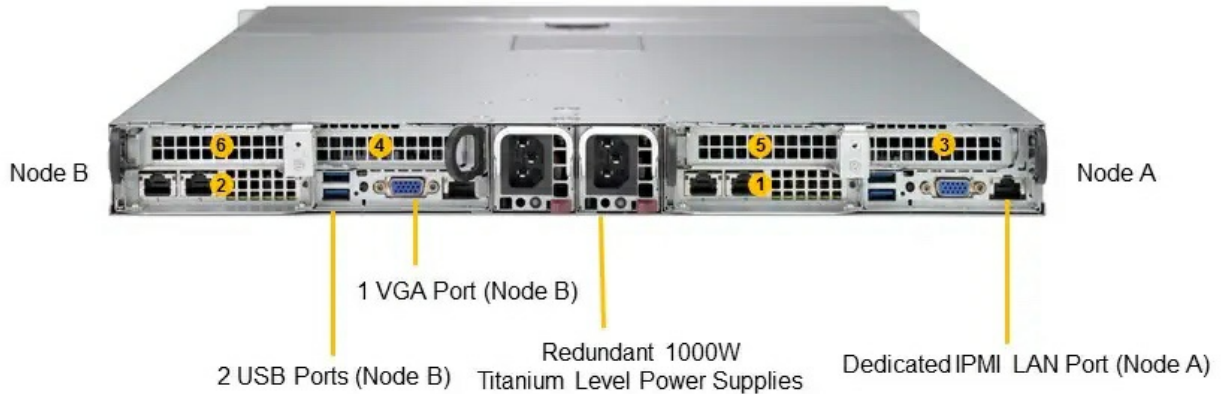 6
4
5
3
Node B
Node A
2
1
1 VGA Port (Node B)
2 USB Ports (Node B)
Redundant 1000W
Titanium Level Power Supplies
Dedicated IPMI LAN Port (Node A)